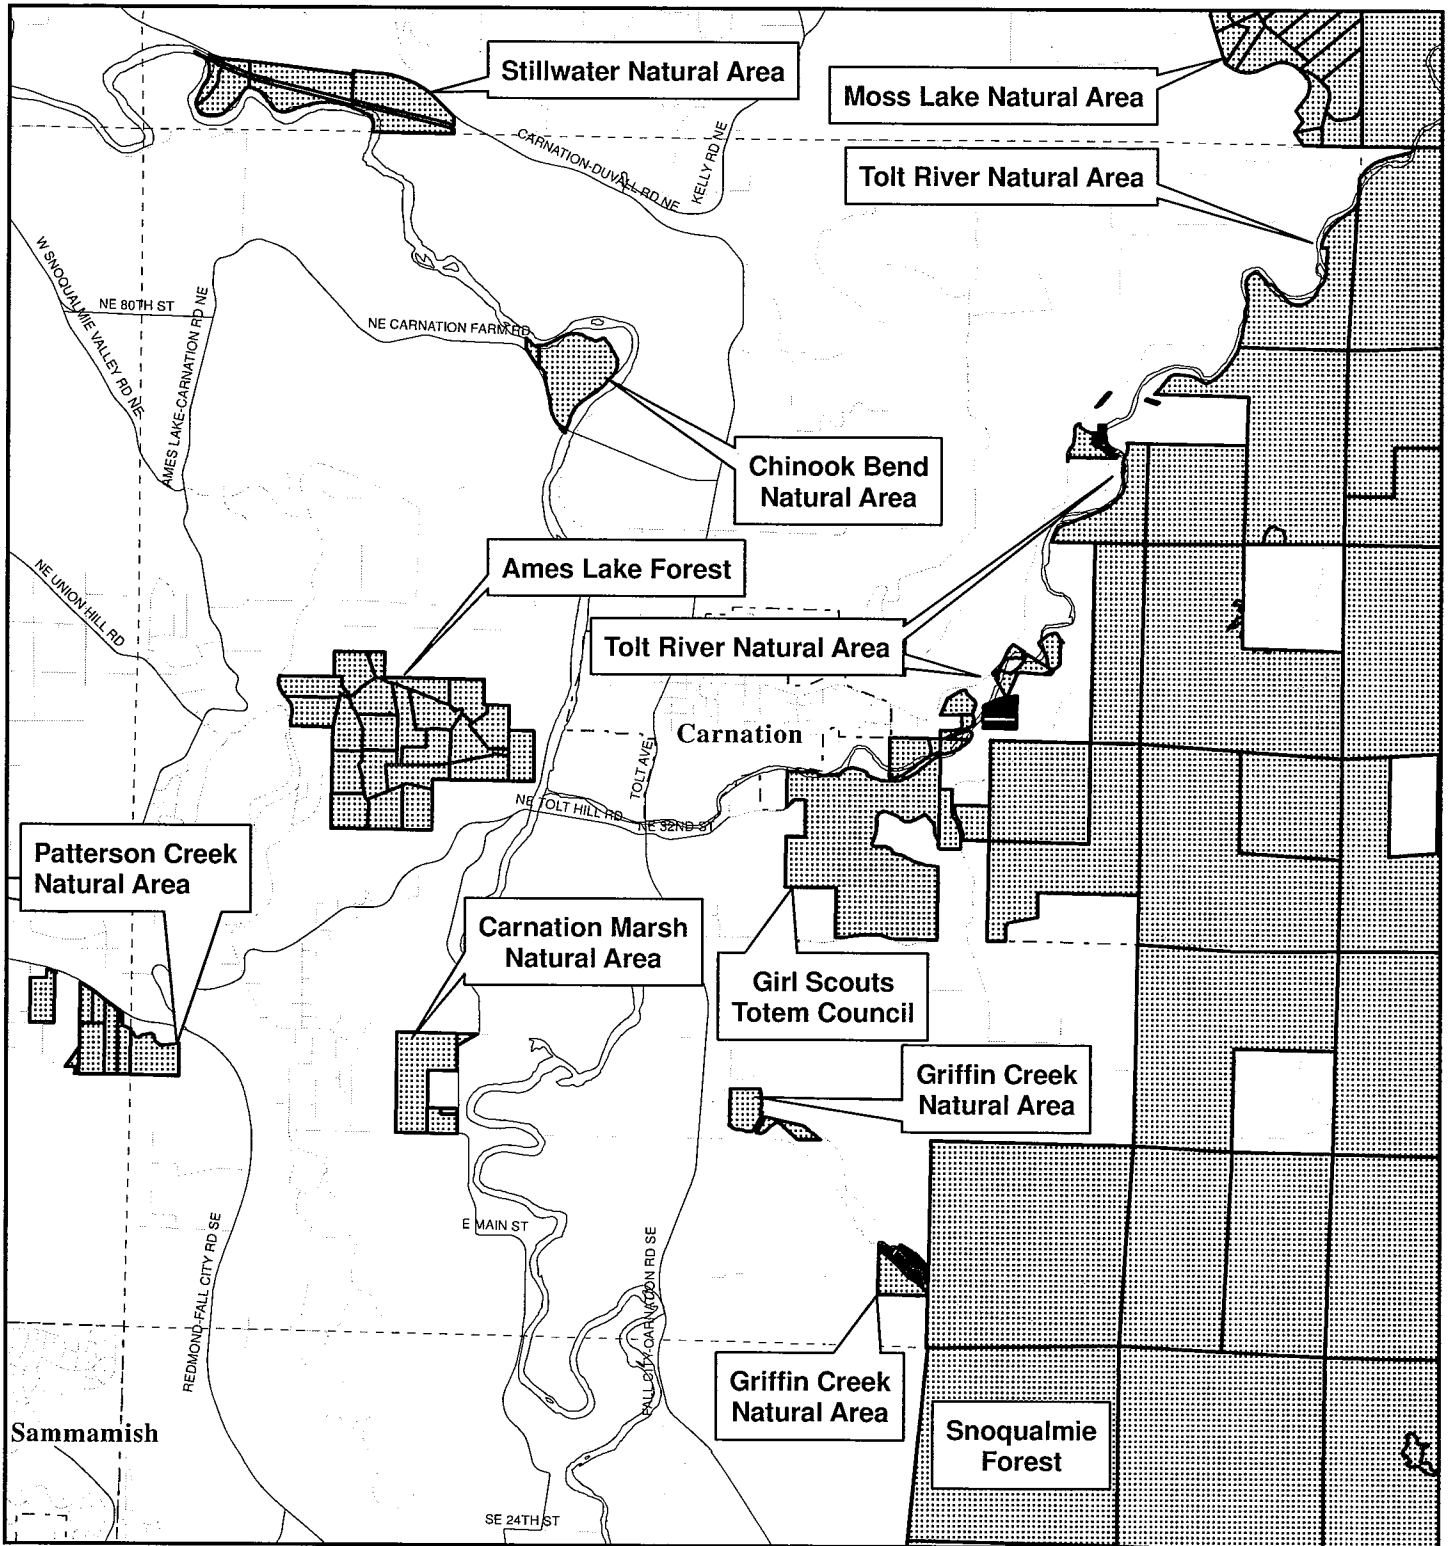 Stillwater Natural Area
Moss Lake Natural Area
Tolt River Natural Area
CARNATION-DUVALL RD NE
KELLY RD NE
W SNOQUALMIE VALLEY RD NE
NE 80TH ST
AMES LAKE-CARNATION RD NE
NE CARNATION FARM RD
Chinook Bend
Natural Area
Ames Lake Forest
NE UNION HILL RD
Tolt River Natural Area
Carnation
TOLT AVE
NE TOLT HILL RD
NE 32ND ST
Patterson Creek
Natural Area
Carnation Marsh
Natural Area
Girl Scouts
Totem Council
Griffin Creek
Natural Area
E MAIN ST
REDMOND-FALL CITY RD SE
FALL CITY-CARNATION RD SE
Griffin Creek
Natural Area
Snoqualmie
Forest
Sammamish
SE 24TH ST